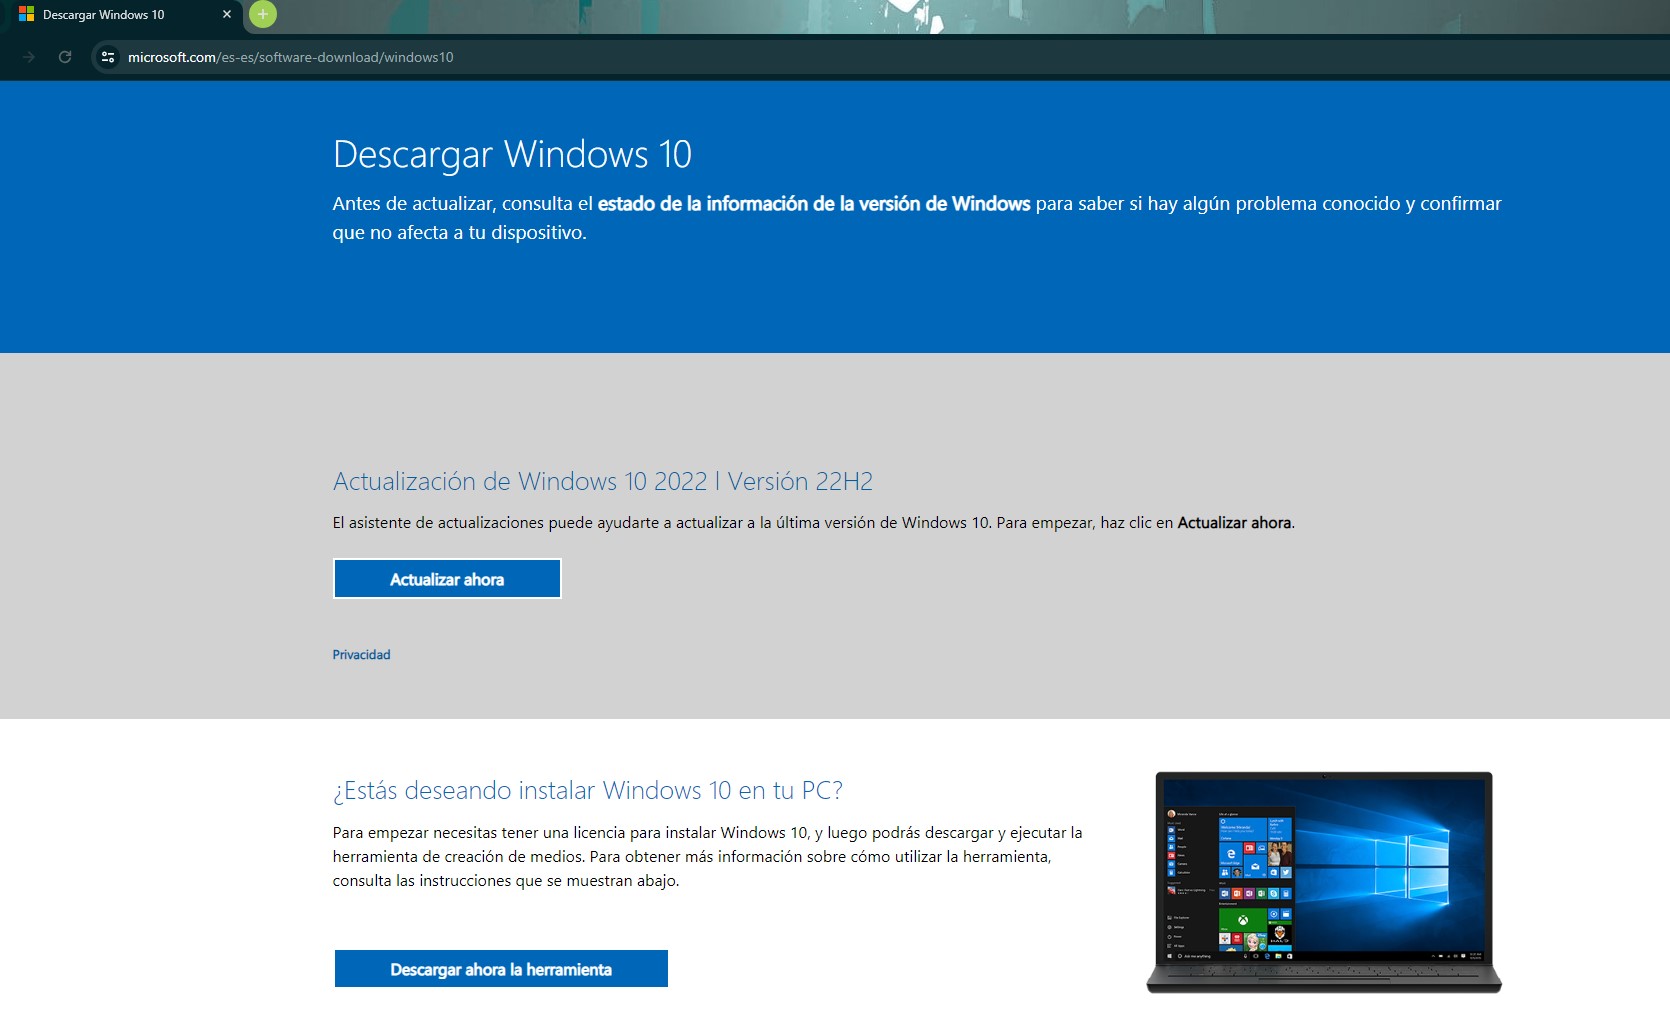 Descargar Windows 10
microsoft.com/es-es/software-download/windows10
Descargar Windows 10
Antes de actualizar, consulta el estado de la información de la versión de Windows para saber si hay algún problema conocido y confirmar
que no afecta a tu dispositivo.
Actualización de Windows 10 2022 | Versión 22H2
El asistente de actualizaciones puede ayudarte a actualizar a la última versión de Windows 10. Para empezar, haz clic en Actualizar ahora.
Actualizar ahora
Privacidad
¿Estás deseando instalar Windows 10 en tu PC?
Para empezar necesitas tener una licencia para instalar Windows 10, y luego podrás descargar y ejecutar la
herramienta de creación de medios. Para obtener más información sobre cómo utilizar la herramienta,
consulta las instrucciones que se muestran abajo.
Descargar ahora la herramienta